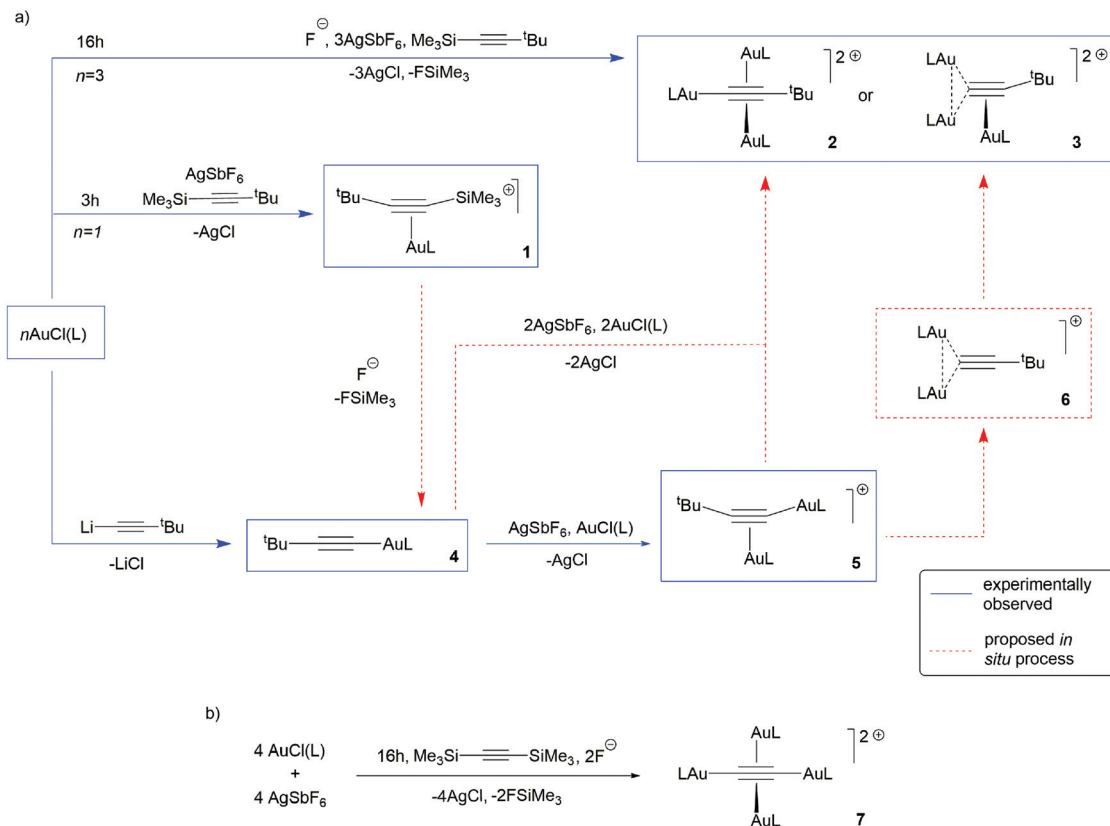 a)
16h
n=3
F⊖, 3AgSbF6, Me3Si tBu
-3AgCl, -FSiMe3
AuL
LAu tBu
AuL
2⊕
2
or
LAu
tBu
LAu
AuL
2⊕
3
3h
n=1
AgSbF6
Me3Si tBu
-AgCl
tBu SiMe3 ⊕
AuL
1
nAuCl(L)
F⊖
-FSiMe3
2AgSbF6, 2AuCl(L)
-2AgCl
LAu
tBu
LAu
⊕
6
Li tBu
-LiCl
tBu AuL
4
AgSbF6, AuCl(L)
-AgCl
tBu AuL
AuL
⊕
5
experimentally
observed
proposed in
situ process
b)
4 AuCl(L)
+
4 AgSbF6
16h, Me3Si SiMe3, 2F⊖
-4AgCl, -2FSiMe3
AuL
LAu AuL
AuL
2⊕
7